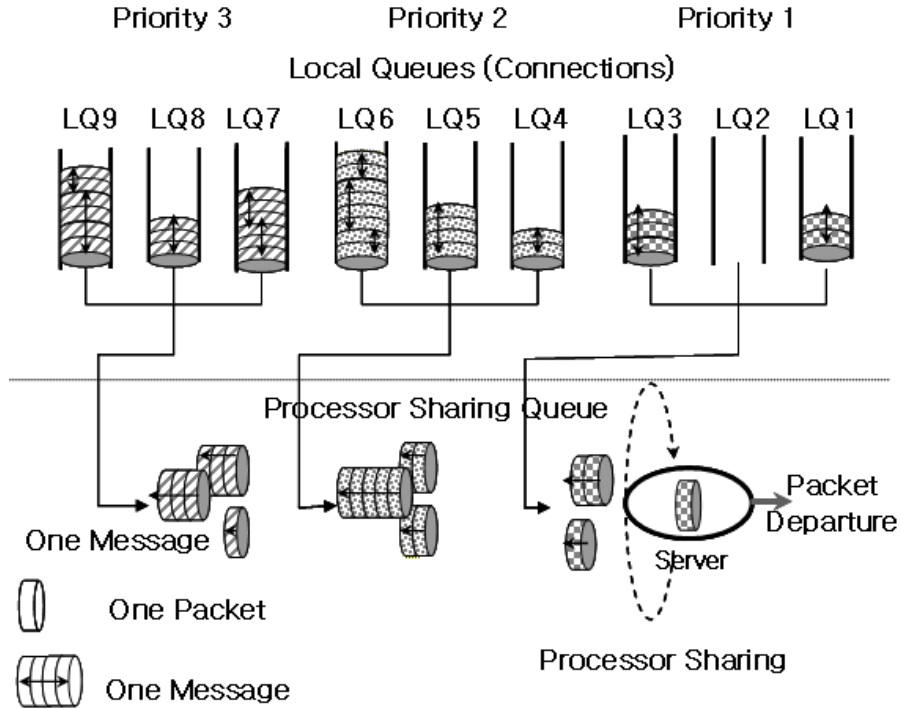 Priority 3 Priority 2 Priority 1
Local Queues (Connections)
LQ9 LQ8 LQ7 LQ6 LQ5 LQ4 LQ3 LQ2 LQ1
Processor Sharing Queue
Packet
Departure
One Message
Server
One Packet
Processor Sharing
One Message